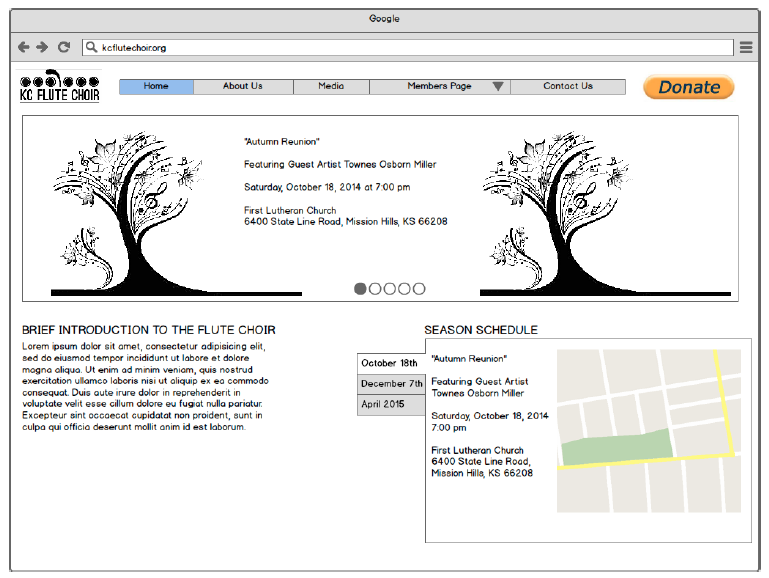 Google
kcflutechoir.org
KC FLUTE CHOIR
Home
About Us
Media
Members Page
Contact Us
Donate
"Autumn Reunion"
Featuring Guest Artist Townes Osborn Miller
Saturday, October 18, 2014 at 7:00 pm
First Lutheran Church
6400 State Line Road, Mission Hills, KS 66208
BRIEF INTRODUCTION TO THE FLUTE CHOIR
Lorem ipsum dolor sit amet, consectetur adipisicing elit,
sed do eiusmod tempor incididunt ut labore et dolore
magna aliqua. Ut enim ad minim veniam, quis nostrud
exercitation ullamco laboris nisi ut aliquip ex ea commodo
consequat. Duis aute irure dolor in reprehenderit in
voluptate velit esse cillum dolore eu fugiat nulla pariatur.
Excepteur sint occaecat cupidatat non proident, sunt in
culpa qui officia deserunt mollit anim id est laborum.
SEASON SCHEDULE
October 18th
December 7th
April 2015
"Autumn Reunion"
Featuring Guest Artist
Townes Osborn Miller
Saturday, October 18, 2014
7:00 pm
First Lutheran Church
6400 State Line Road,
Mission Hills, KS 66208